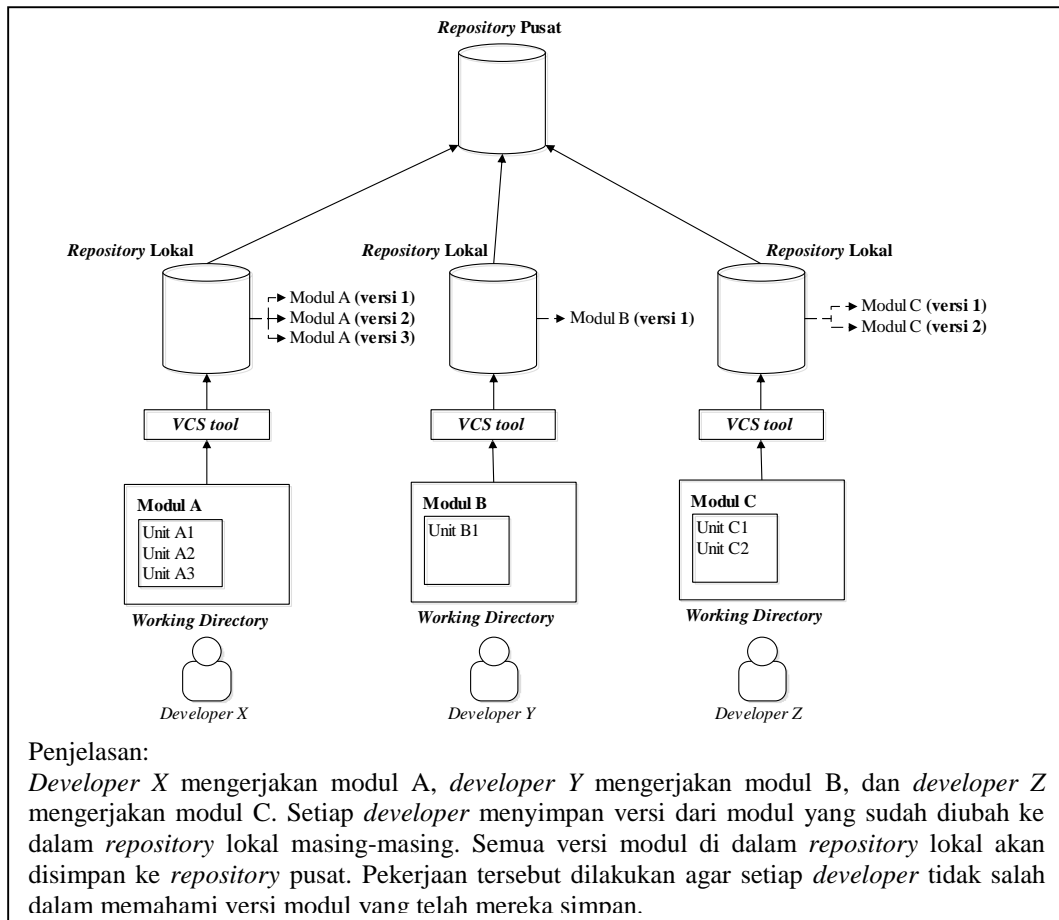 Repository Pusat
Repository Lokal
Repository Lokal
Repository Lokal
Modul A (versi 1)
Modul A (versi 2)
Modul A (versi 3)
Modul B (versi 1)
Modul C (versi 1)
Modul C (versi 2)
VCS tool
VCS tool
VCS tool
Modul A
Unit A1
Unit A2
Unit A3
Modul B
Unit B1
Modul C
Unit C1
Unit C2
Working Directory
Working Directory
Working Directory
Developer X
Developer Y
Developer Z
Penjelasan:
Developer X mengerjakan modul A, developer Y mengerjakan modul B, dan developer Z
mengerjakan modul C. Setiap developer menyimpan versi dari modul yang sudah diubah ke
dalam repository lokal masing-masing. Semua versi modul di dalam repository lokal akan
disimpan ke repository pusat. Pekerjaan tersebut dilakukan agar setiap developer tidak salah
dalam memahami versi modul yang telah mereka simpan.